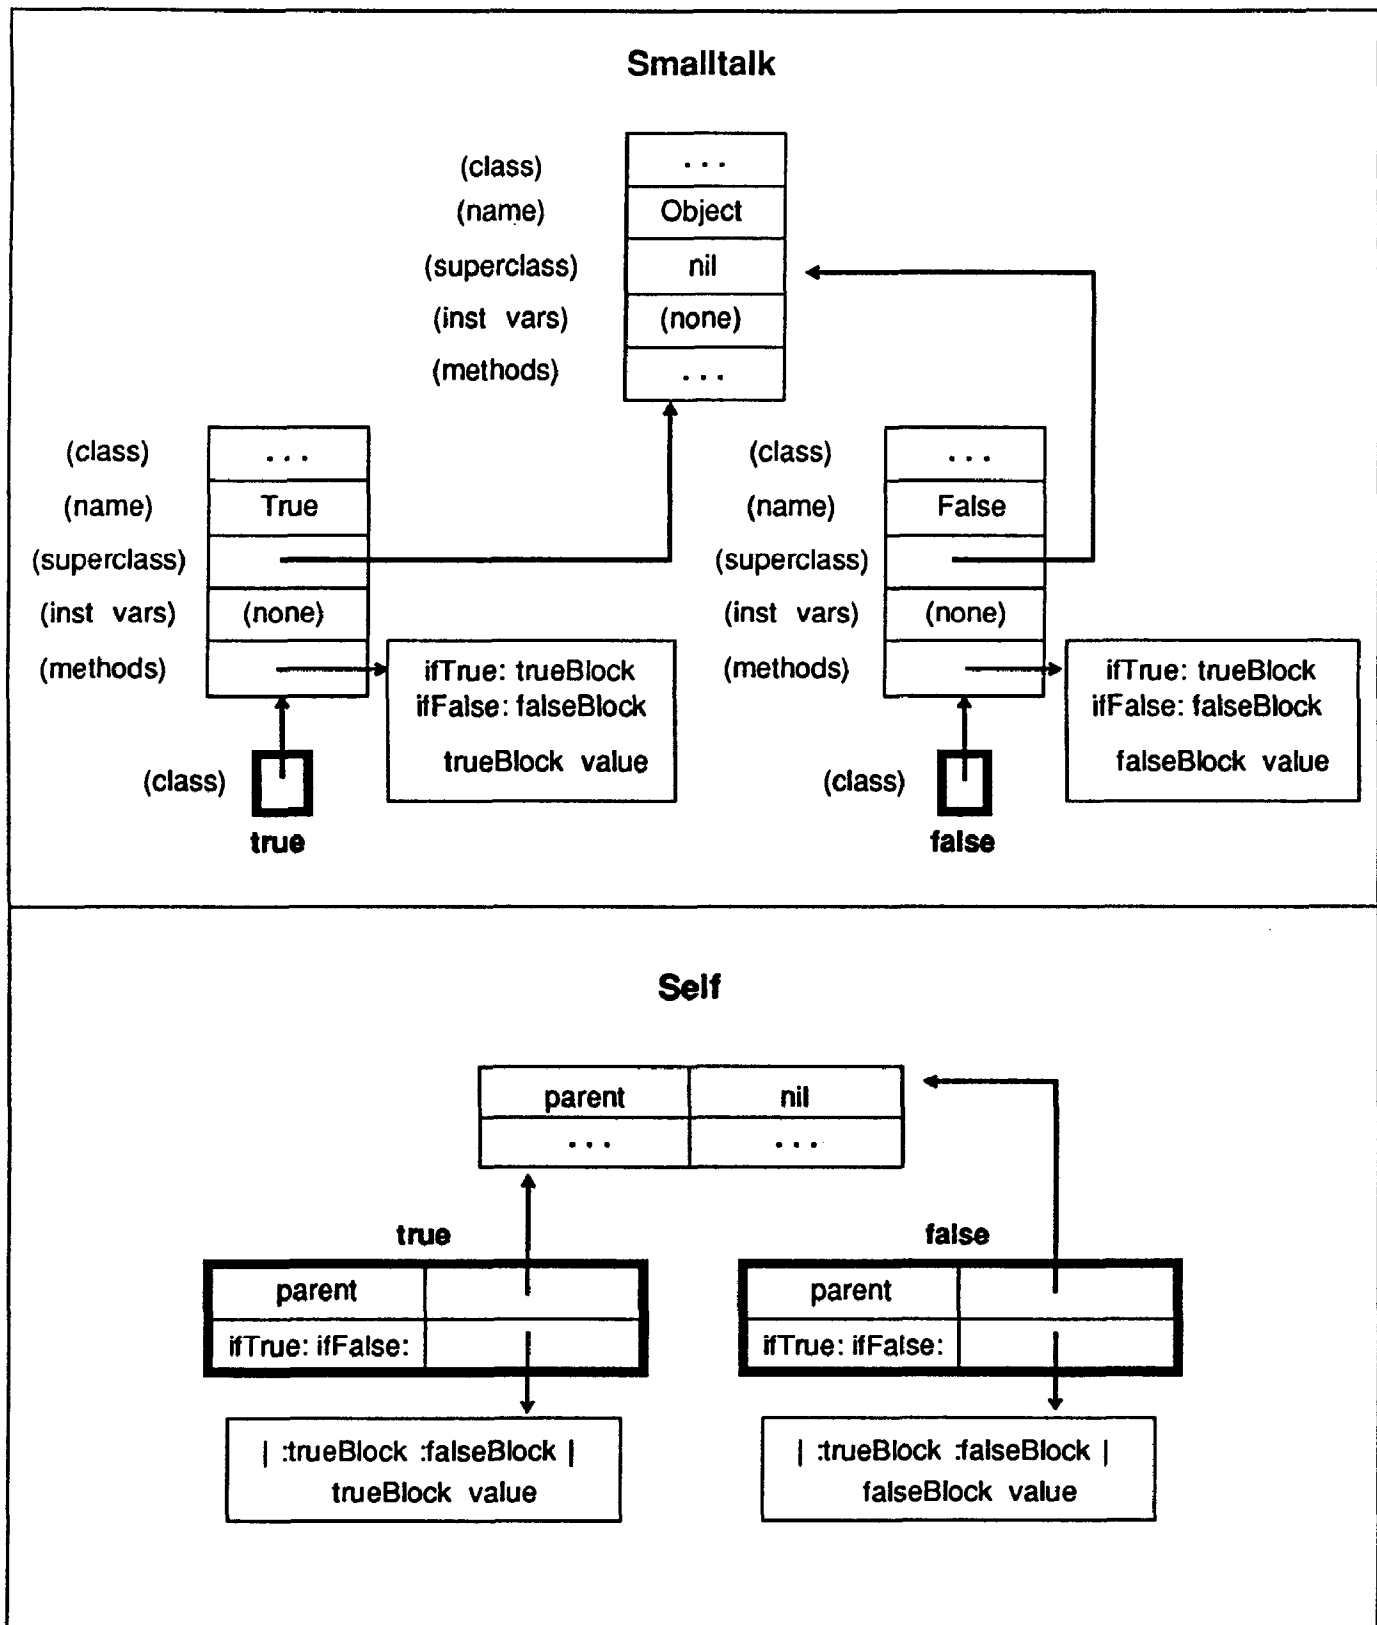 Smalltalk
(class) . . .
(name) Object
(superclass) nil
(inst vars) (none)
(methods) . . .
(class) . . .
(name) True
(superclass)
(inst vars) (none)
(methods)
ifTrue: trueBlock
ifFalse: falseBlock
trueBlock value
(class)
true
(class) . . .
(name) False
(superclass)
(inst vars) (none)
(methods)
ifTrue: trueBlock
ifFalse: falseBlock
falseBlock value
(class)
false
Self
parent nil
. . . . . .
true
parent
ifTrue: ifFalse:
| :trueBlock :falseBlock |
trueBlock value
false
parent
ifTrue: ifFalse:
| :trueBlock :falseBlock |
falseBlock value